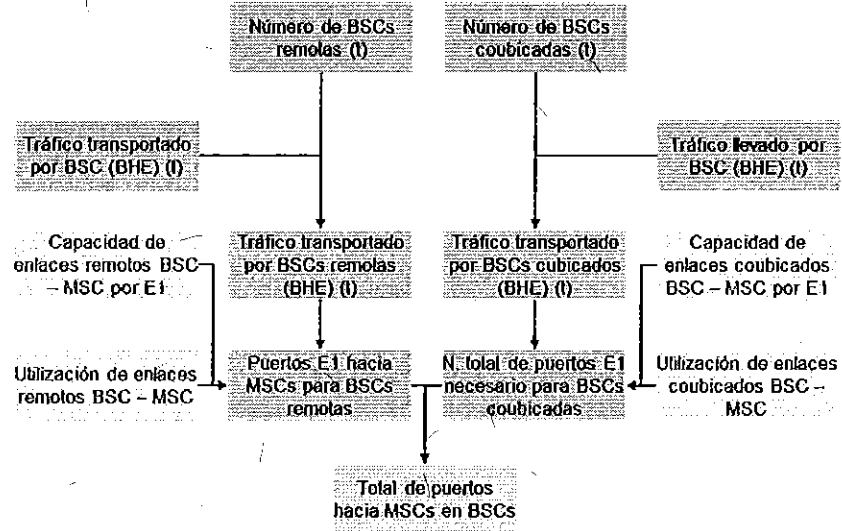 Número de BSCs
remotas (t)
Número de BSCs
coubicadas (t)
Tráfico transportado
por BSC (BHE) (t)
Tráfico llevado por
BSC (BHE) (t)
Capacidad de
enlaces remotos BSC
– MSC por E1
Tráfico transportado
por BSCs remotas
(BHE) (t)
Tráfico transportado
por BSCs cubicados
(BHE) (t)
Capacidad de
enlaces coubicados
BSC – MSC por E1
Utilización de enlaces
remotos BSC – MSC
Puertos E1 hacia
MSCs para BSCs
remotas
N. total de puertos E1
necesário para BSCs
coubicadas
Utilización de enlaces
coubicados BSC –
MSC
Total de puertos
hacia MSCs en BSCs